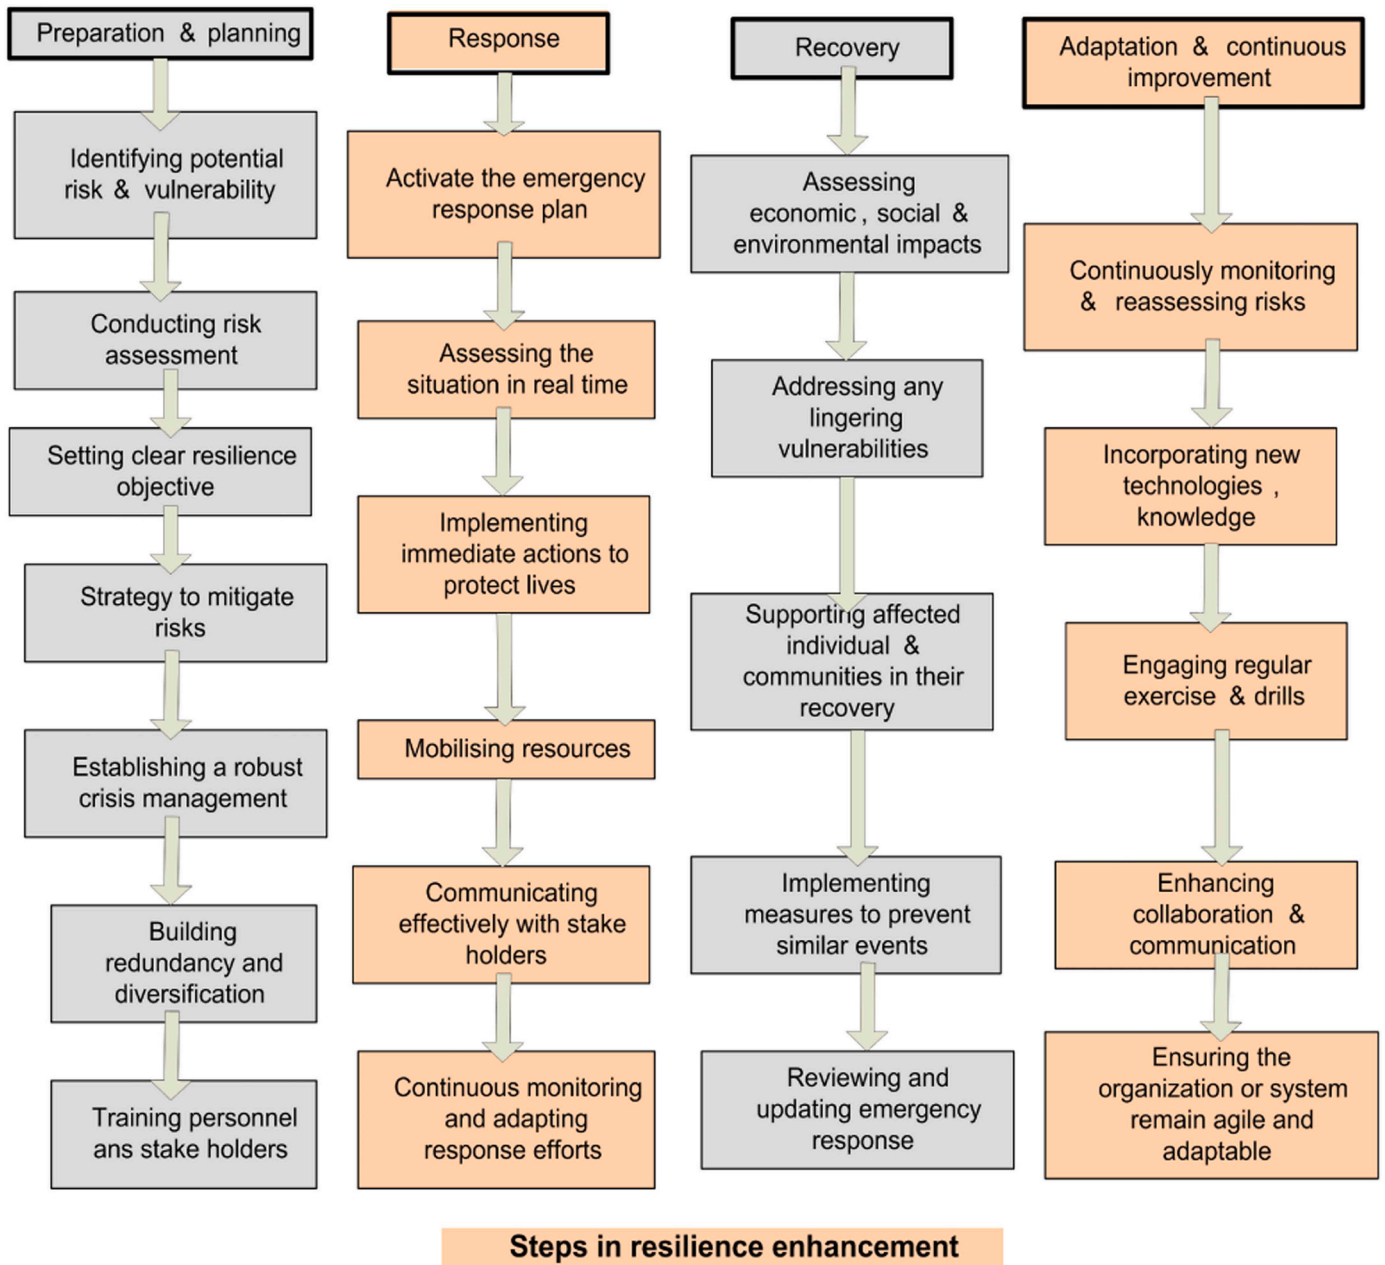 Preparation & planning
Identifying potential
risk & vulnerability
Conducting risk
assessment
Setting clear resilience
objective
Strategy to mitigate
risks
Establishing a robust
crisis management
Building
redundancy and
diversification
Training personnel
ans stake holders
Response
Activate the emergency
response plan
Assessing the
situation in real time
Implementing
immediate actions to
protect lives
Mobilising resources
Communicating
effectively with stake
holders
Continuous monitoring
and adapting
response efforts
Recovery
Assessing
economic , social &
environmental impacts
Addressing any
lingering
vulnerabilities
Supporting affected
individual &
communities in their
recovery
Implementing
measures to prevent
similar events
Reviewing and
updating emergency
response
Adaptation & continuous
improvement
Continuously monitoring
& reassessing risks
Incorporating new
technologies ,
knowledge
Engaging regular
exercise & drills
Enhancing
collaboration &
communication
Ensuring the
organization or system
remain agile and
adaptable
Steps in resilience enhancement